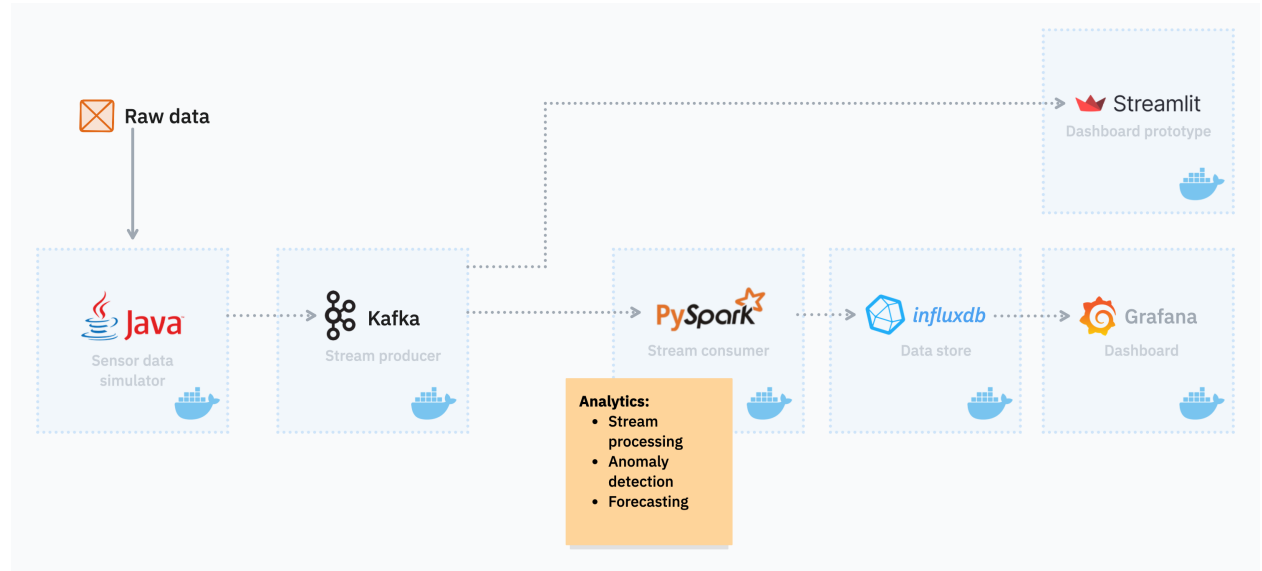 Raw data
Streamlit
Dashboard prototype
Java
Sensor data
simulator
Kafka
Stream producer
PySpark
Stream consumer
influxdb
Data store
Grafana
Dashboard
Analytics:
• Stream
processing
• Anomaly
detection
• Forecasting